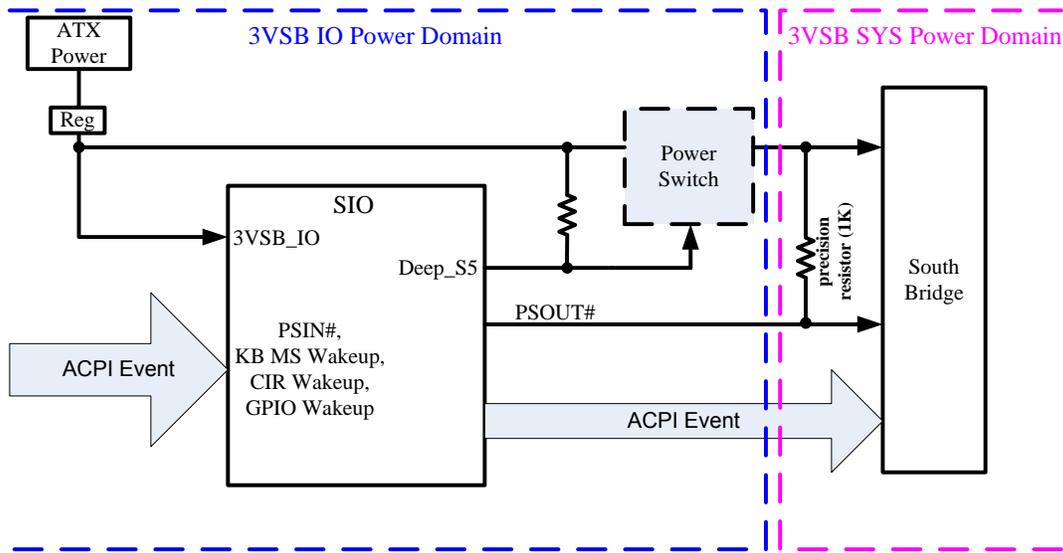 ATX
Power
3VSB IO Power Domain
3VSB SYS Power Domain
Reg
Power
Switch
SIO
3VSB_IO
Deep_S5
precision
resistor (1K)
South
Bridge
PSOUT#
PSIN#,
KB MS Wakeup,
CIR Wakeup,
GPIO Wakeup
ACPI Event
ACPI Event